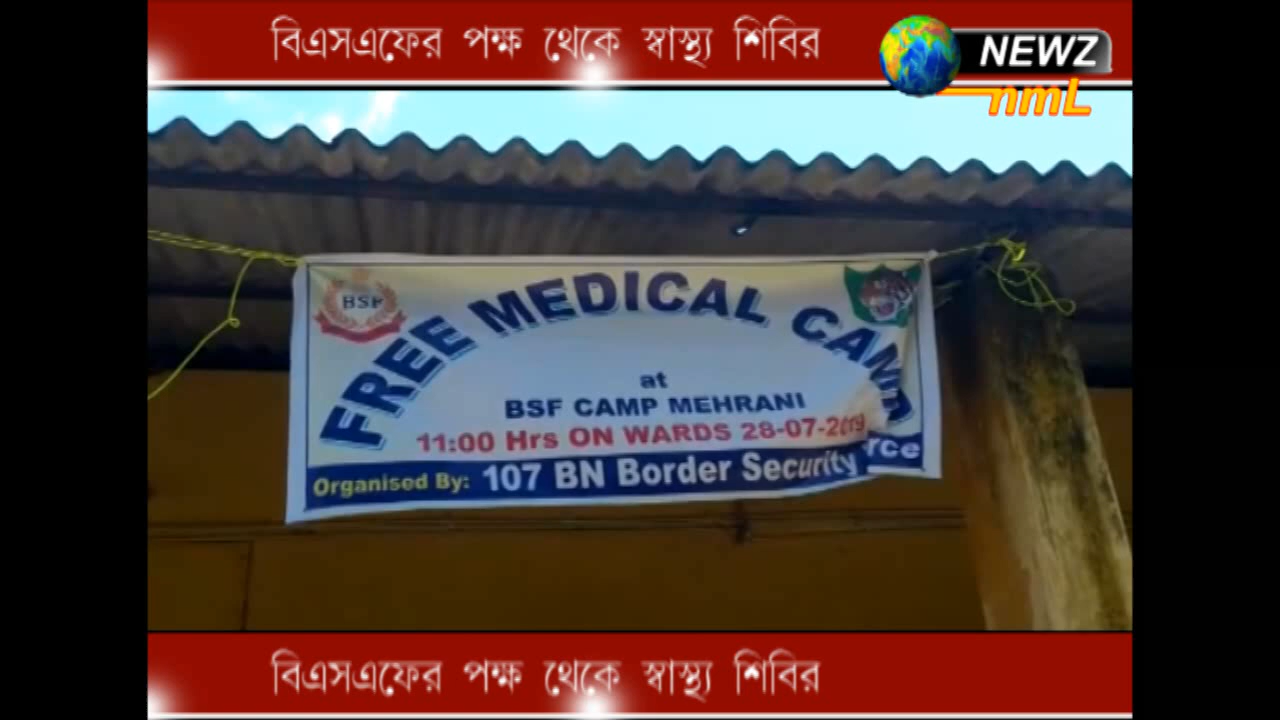 বিএসএফের পক্ষ থেকে স্বাস্থ্য শিবির
NEWZ
nmL
BSF
FREE MEDICAL CAMP
at
BSF CAMP MEHRANI
11:00 Hrs ON WARDS 28-07-2019
Organised By: 107 BN Border Security rce
বিএসএফের পক্ষ থেকে স্বাস্থ্য শিবির